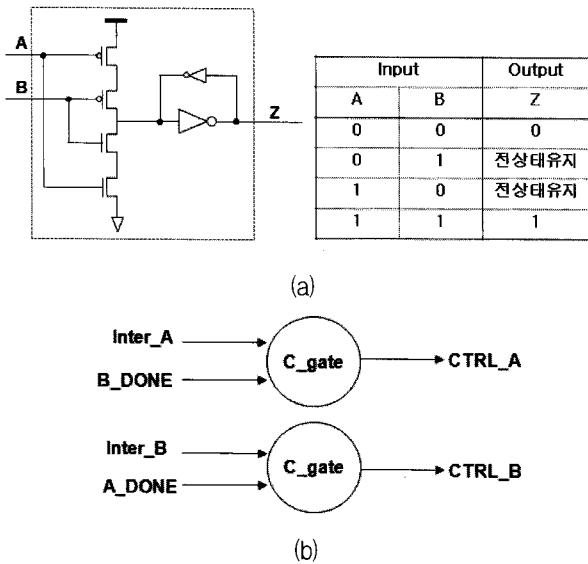 A
B
Z
Input Output
A B Z
0 0 0
0 1 전상태유지
1 0 전상태유지
1 1 1
(a)
Inter_A
B_DONE
C_gate
CTRL_A
Inter_B
A_DONE
C_gate
CTRL_B
(b)